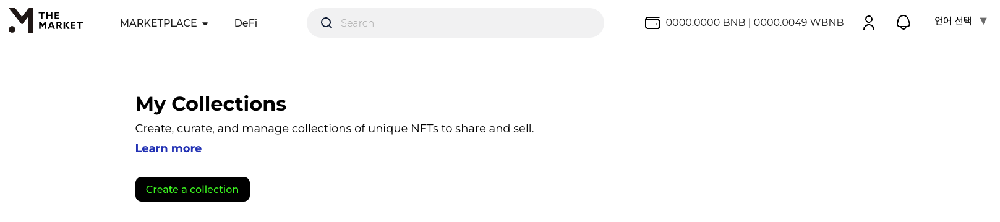 THE
MARKET
MARKETPLACE
DeFi
Search
0000.0000 BNB | 0000.0049 WBNB
언어 선택 ▼
My Collections
Create, curate, and manage collections of unique NFTs to share and sell.
Learn more
Create a collection